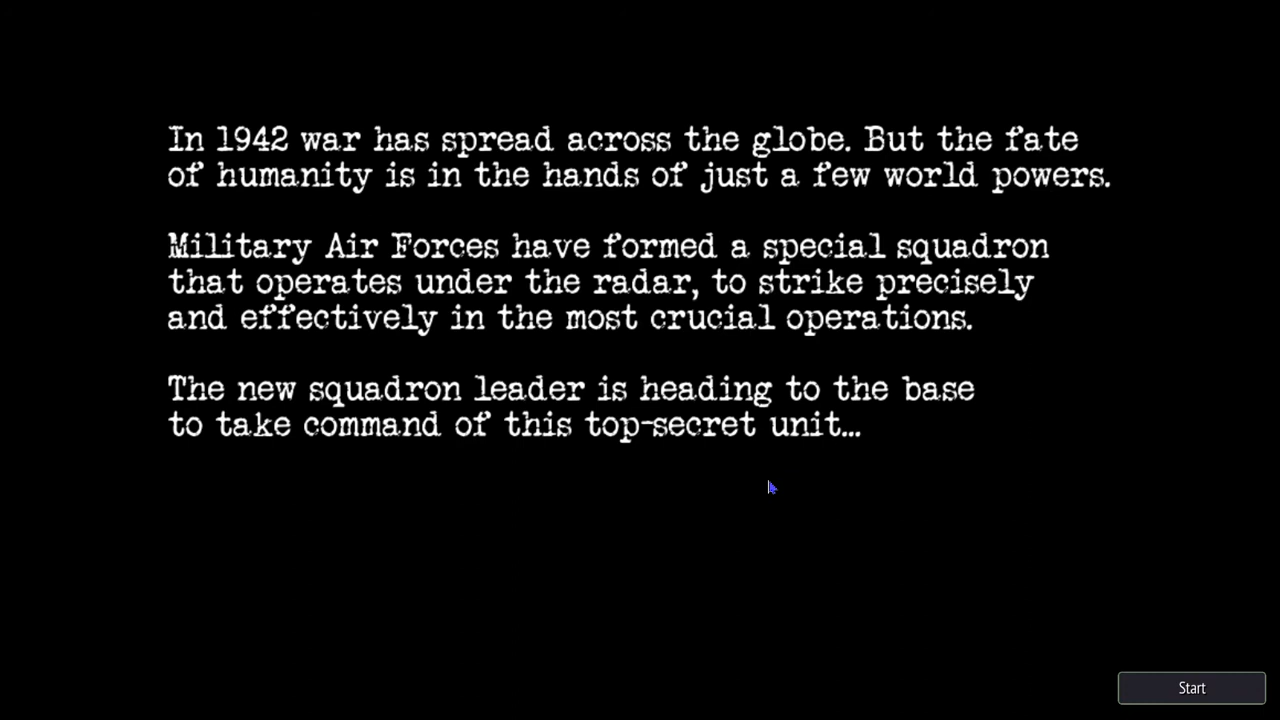 In 1942 war has spread across the globe. But the fate
of humanity is in the hands of just a few world powers.
Military Air Forces have formed a special squadron
that operates under the radar, to strike precisely
and effectively in the most crucial operations.
The new squadron leader is heading to the base
to take command of this top-secret unit...
Start